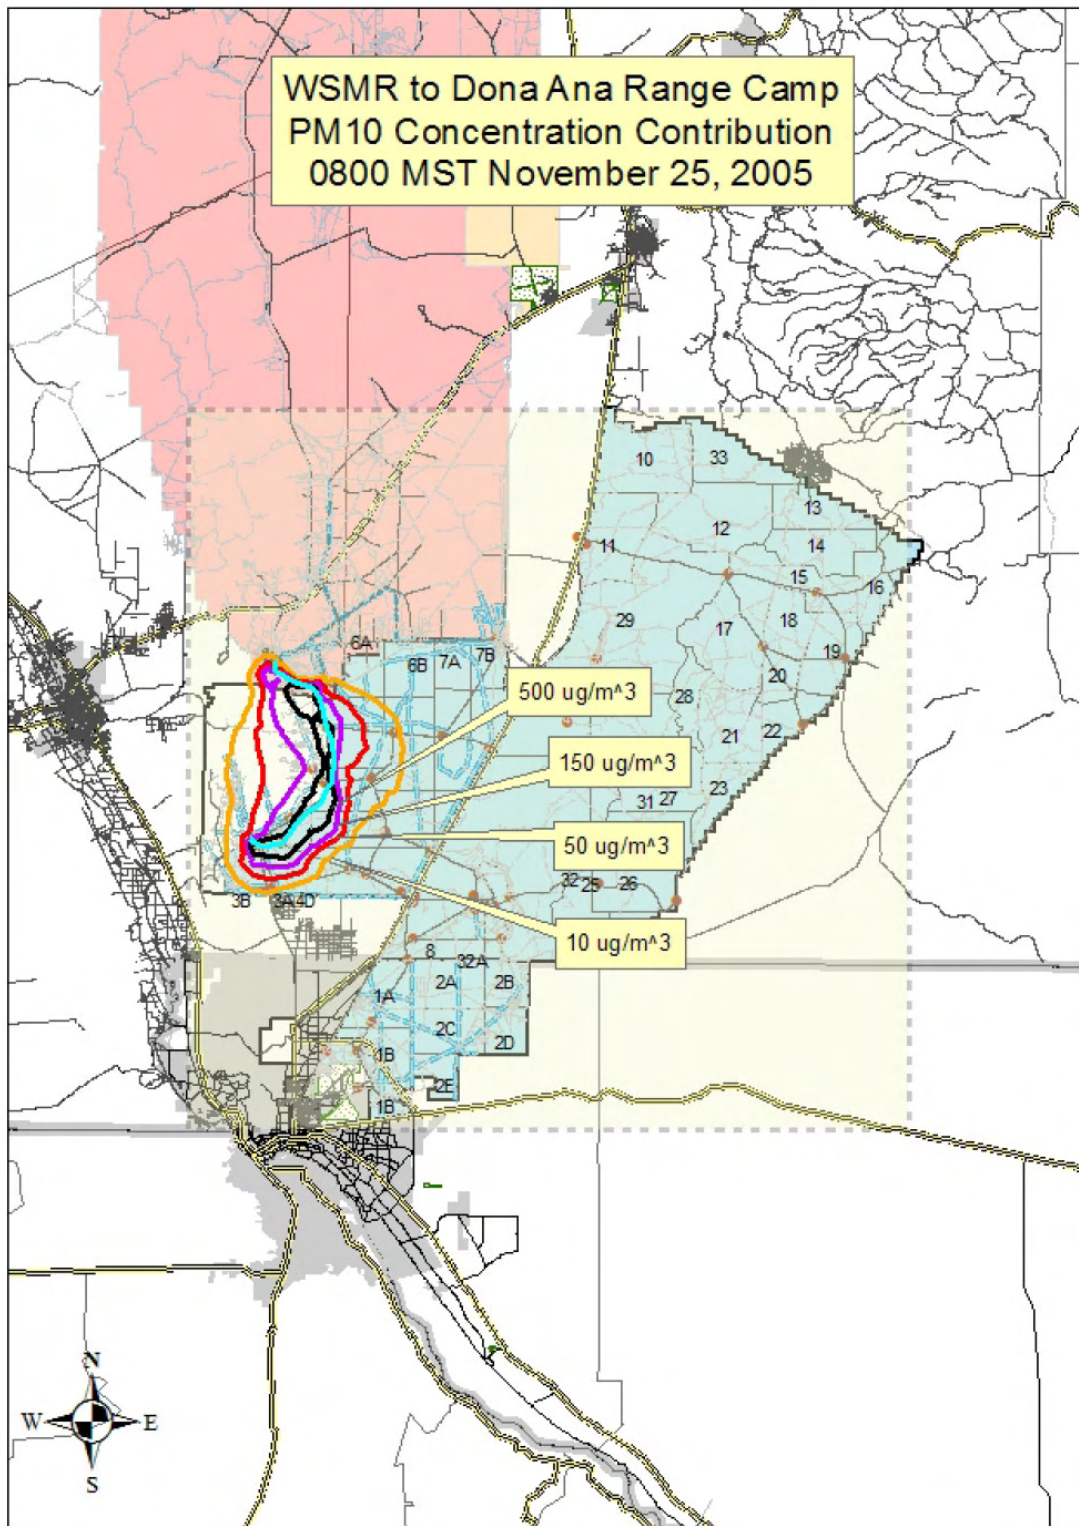 WSMR to Dona Ana Range Camp
PM10 Concentration Contribution
0800 MST November 25, 2005
10
33
13
12
14
11
15
16
29
17
18
6A
6B
7A
7B
19
20
500 ug/m^3
28
21
22
150 ug/m^3
23
31
27
50 ug/m^3
32
25
26
3B
3A
4D
10 ug/m^3
8
32A
1A
2A
2B
2C
2D
1B
2E
1B
N
W
E
S